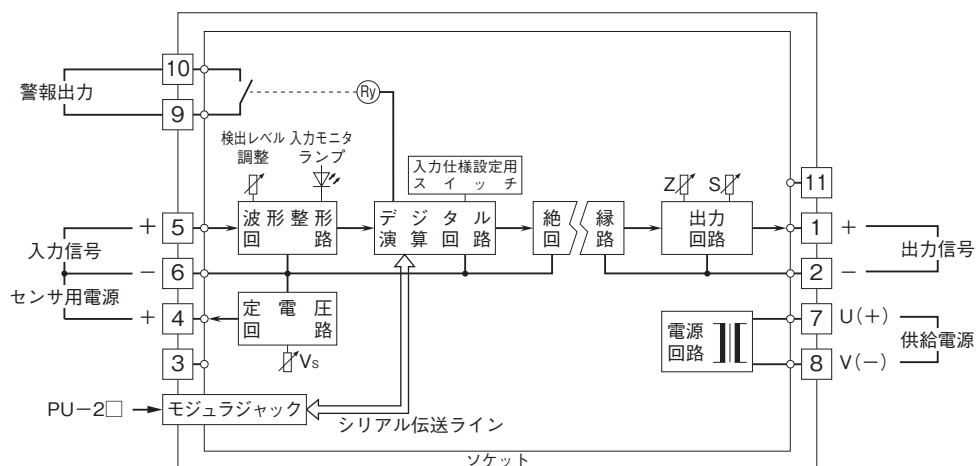 10
警報出力
9
Ry
検出レベル
調整
入力モニタ
ランプ
入力仕様設定用
スイッチ
Z
S
11
5
+
波形整形
回路
デジタル
演算回路
絶縁
回路
出力
回路
1
+
入力信号
出力信号
−
6
2
−
センサ用電源
+
4
定電圧
回路
7
U(+)
電源
回路
供給電源
3
Vs
8
V(−)
PU−2□
モジュラジャック
シリアル伝送ライン
ソケット